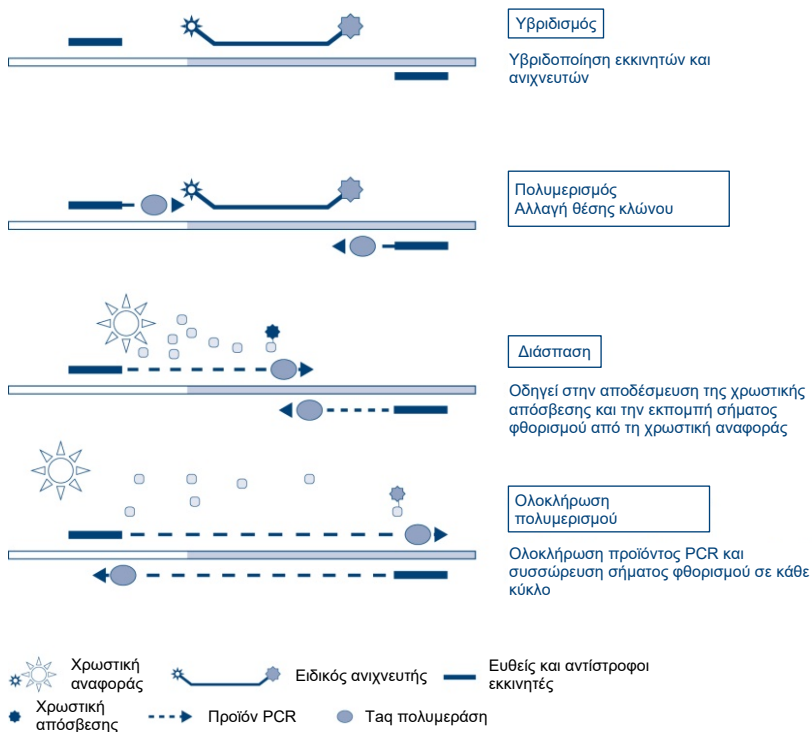 Υβριδισμός
Υβριδοποίηση εκκινητών και
ανιχνευτών
Πολυμερισμός
Αλλαγή θέσης κλώνου
Διάσπαση
Οδηγεί στην αποδέσμευση της χρωστικής
απόσβεσης και την εκπομπή σήματος
φθορισμού από τη χρωστική αναφοράς
Ολοκλήρωση
πολυμερισμού
Ολοκλήρωση προϊόντος PCR και
συσσώρευση σήματος φθορισμού σε κάθε
κύκλο
Χρωστική
αναφοράς
Ειδικός ανιχνευτής
Ευθείς και αντίστροφοι
εκκινητές
Χρωστική
απόσβεσης
Προϊόν PCR
Taq πολυμεράση